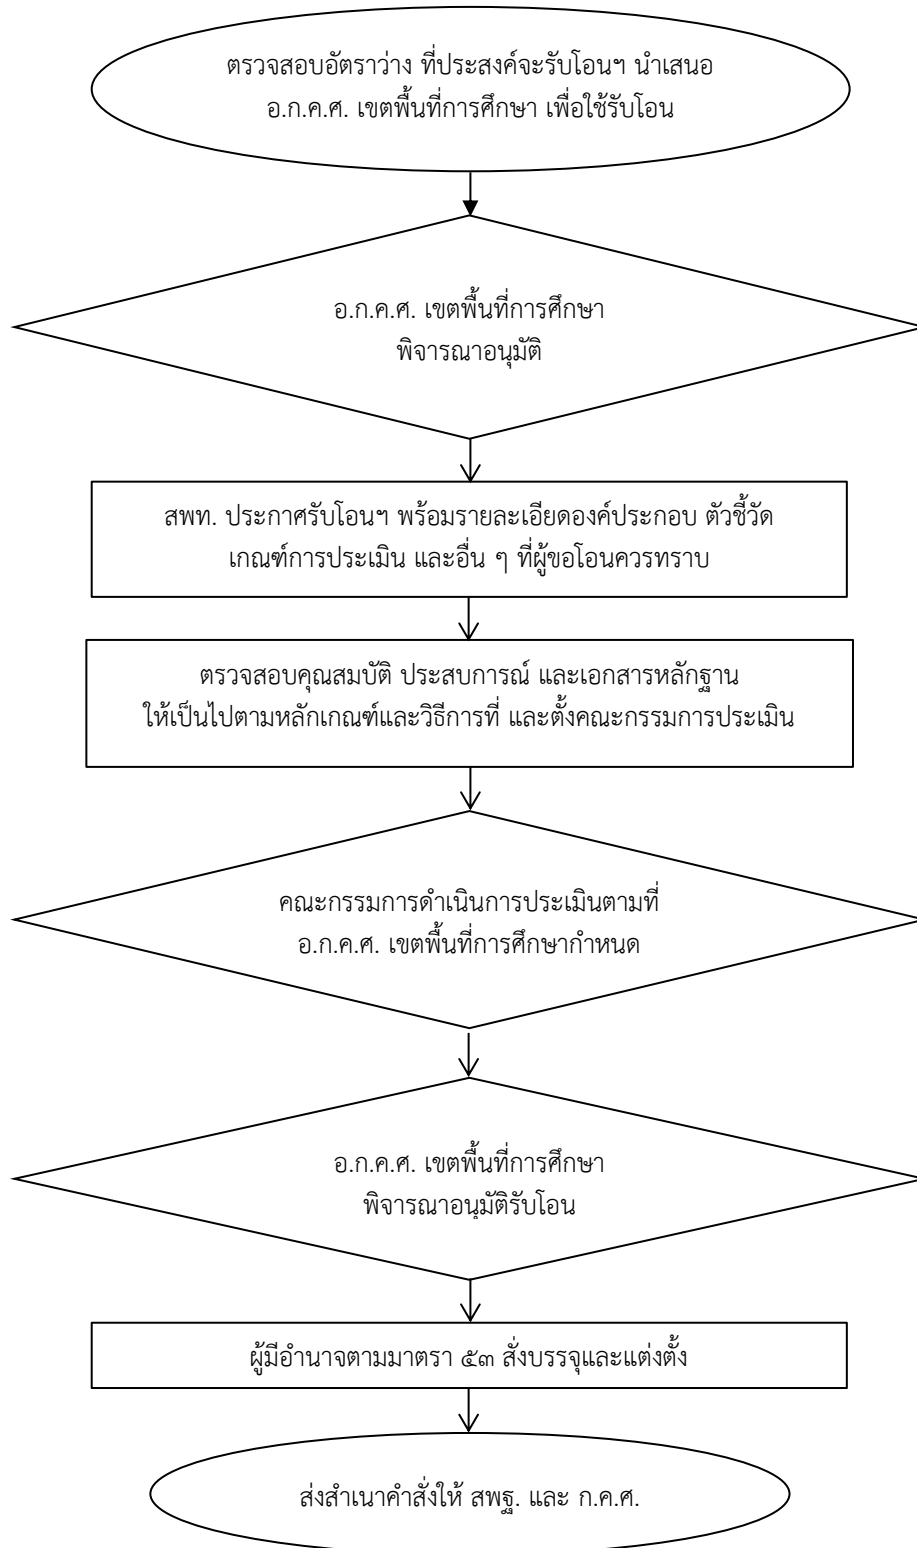 ตรวจสอบอัตราว่าง ที่ประสงค์จะรับโอนฯ นำเสนอ
อ.ก.ค.ศ. เขตพื้นที่การศึกษา เพื่อใช้รับโอน
อ.ก.ค.ศ. เขตพื้นที่การศึกษา
พิจารณาอนุมัติ
สพท. ประกาศรับโอนฯ พร้อมรายละเอียดองค์ประกอบ ตัวชี้วัด
เกณฑ์การประเมิน และอื่น ๆ ที่ผู้ขอโอนควรทราบ
ตรวจสอบคุณสมบัติ ประสบการณ์ และเอกสารหลักฐาน
ให้เป็นไปตามหลักเกณฑ์และวิธีการที่ และตั้งคณะกรรมการประเมิน
คณะกรรมการดำเนินการประเมินตามที่
อ.ก.ค.ศ. เขตพื้นที่การศึกษากำหนด
อ.ก.ค.ศ. เขตพื้นที่การศึกษา
พิจารณาอนุมัติรับโอน
ผู้มีอำนาจตามมาตรา ๕๓ สั่งบรรจุและแต่งตั้ง
ส่งสำเนาคำสั่งให้ สพฐ. และ ก.ค.ศ.